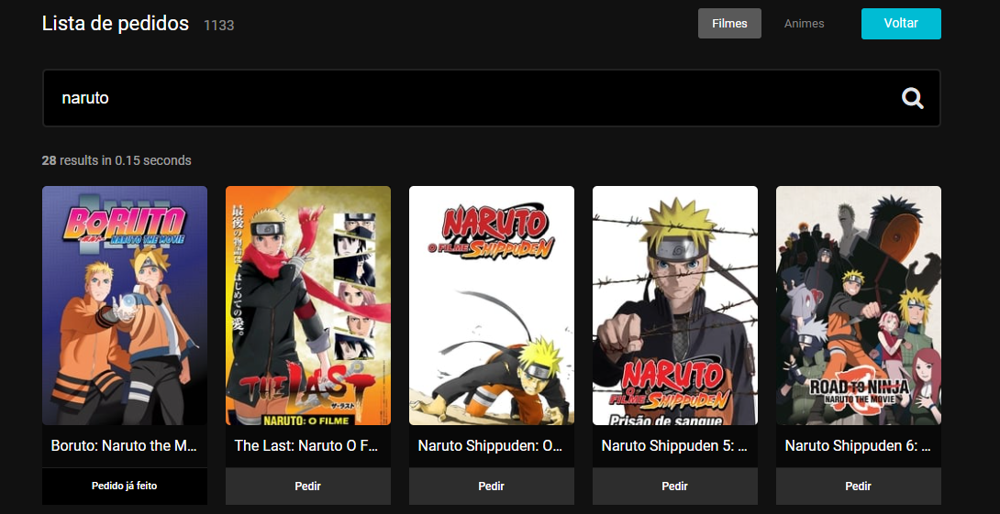 Lista de pedidos 1133
Filmes
Animes
Voltar
naruto
28 results in 0.15 seconds
BORUTO
NARUTO THE MOVIE
最後の物語は、はじめての愛。
THE LAST
ザ・ラスト
NARUTO: O FILME
NARUTO
O FILME SHIPPUDEN
NARUTO
O FILME SHIPPUDEN
Prisão de sangue
ROAD TO NINJA
NARUTO THE MOVIE
Boruto: Naruto the M...
The Last: Naruto O F...
Naruto Shippuden: O...
Naruto Shippuden 5: ...
Naruto Shippuden 6: ...
Pedido já feito
Pedir
Pedir
Pedir
Pedir